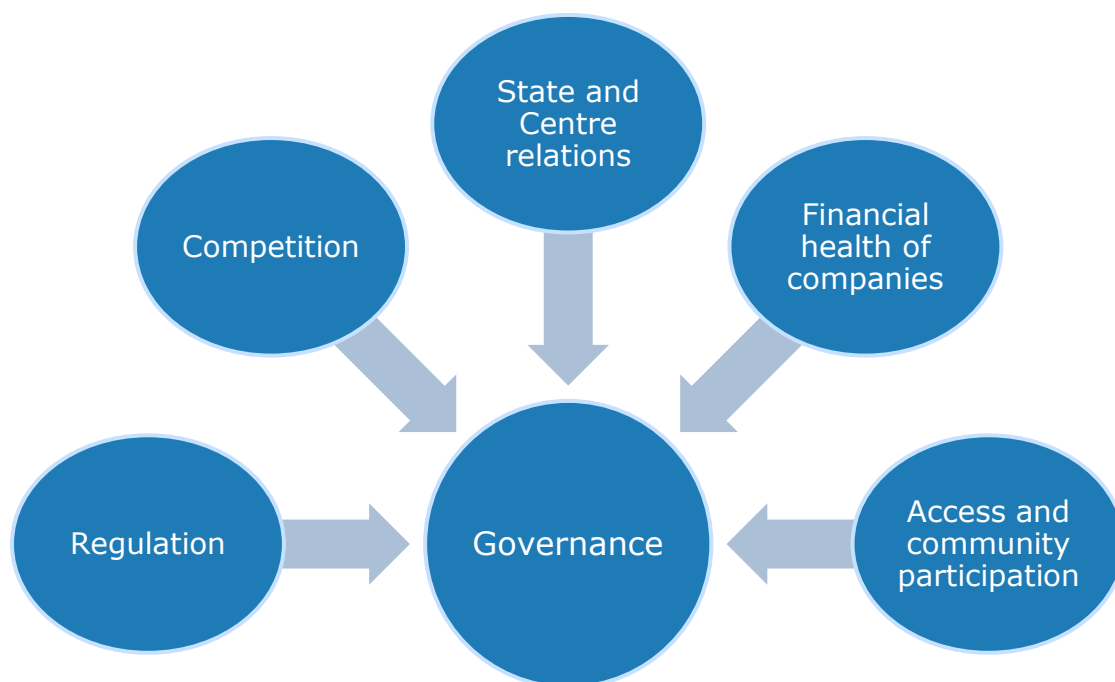 State and
Centre
relations
Competition
Financial
health of
companies
Regulation
Governance
Access and
community
participation